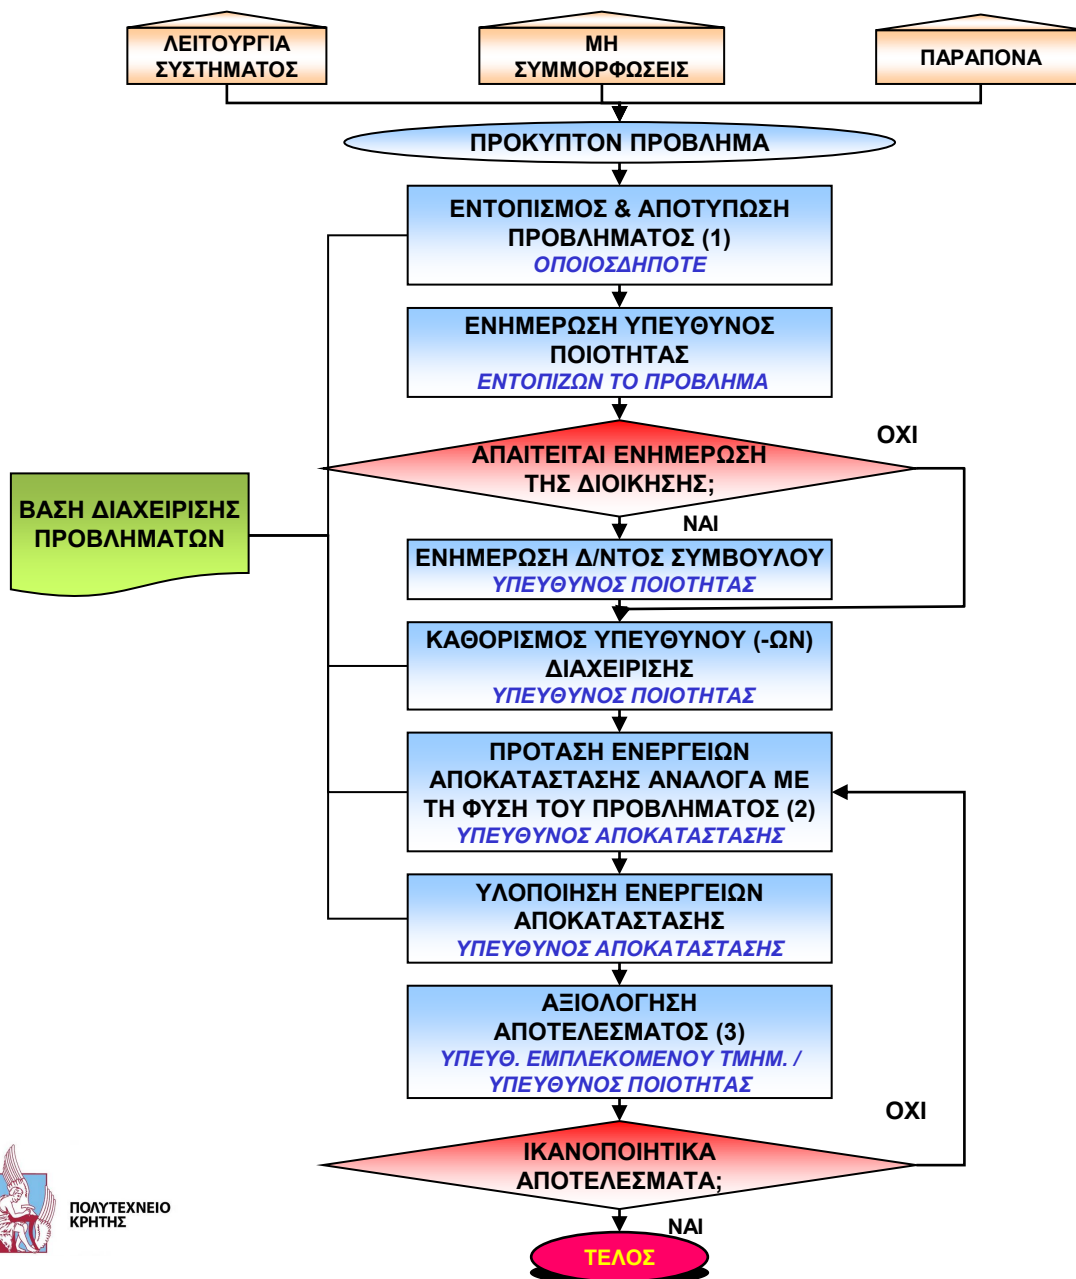 ΛΕΙΤΟΥΡΓΙΑ
ΣΥΣΤΗΜΑΤΟΣ
ΜΗ
ΣΥΜΜΟΡΦΩΣΕΙΣ
ΠΑΡΑΠΟΝΑ
ΠΡΟΚΥΠΤΟΝ ΠΡΟΒΛΗΜΑ
ΕΝΤΟΠΙΣΜΟΣ & ΑΠΟΤΥΠΩΣΗ
ΠΡΟΒΛΗΜΑΤΟΣ (1)
ΟΠΟΙΟΣΔΗΠΟΤΕ
ΕΝΗΜΕΡΩΣΗ ΥΠΕΥΘΥΝΟΣ
ΠΟΙΟΤΗΤΑΣ
ΕΝΤΟΠΙΖΩΝ ΤΟ ΠΡΟΒΛΗΜΑ
ΟΧΙ
ΑΠΑΙΤΕΙΤΑΙ ΕΝΗΜΕΡΩΣΗ
ΤΗΣ ΔΙΟΙΚΗΣΗΣ;
ΝΑΙ
ΒΑΣΗ ΔΙΑΧΕΙΡΙΣΗΣ
ΠΡΟΒΛΗΜΑΤΩΝ
ΕΝΗΜΕΡΩΣΗ Δ/ΝΤΟΣ ΣΥΜΒΟΥΛΟΥ
ΥΠΕΥΘΥΝΟΣ ΠΟΙΟΤΗΤΑΣ
ΚΑΘΟΡΙΣΜΟΣ ΥΠΕΥΘΥΝΟΥ (-ΩΝ)
ΔΙΑΧΕΙΡΙΣΗΣ
ΥΠΕΥΘΥΝΟΣ ΠΟΙΟΤΗΤΑΣ
ΠΡΟΤΑΣΗ ΕΝΕΡΓΕΙΩΝ
ΑΠΟΚΑΤΑΣΤΑΣΗΣ ΑΝΑΛΟΓΑ ΜΕ
ΤΗ ΦΥΣΗ ΤΟΥ ΠΡΟΒΛΗΜΑΤΟΣ (2)
ΥΠΕΥΘΥΝΟΣ ΑΠΟΚΑΤΑΣΤΑΣΗΣ
ΥΛΟΠΟΙΗΣΗ ΕΝΕΡΓΕΙΩΝ
ΑΠΟΚΑΤΑΣΤΑΣΗΣ
ΥΠΕΥΘΥΝΟΣ ΑΠΟΚΑΤΑΣΤΑΣΗΣ
ΑΞΙΟΛΟΓΗΣΗ
ΑΠΟΤΕΛΕΣΜΑΤΟΣ (3)
ΥΠΕΥΘ. ΕΜΠΛΕΚΟΜΕΝΟΥ ΤΜΗΜ. /
ΥΠΕΥΘΥΝΟΣ ΠΟΙΟΤΗΤΑΣ
ΟΧΙ
ΙΚΑΝΟΠΟΙΗΤΙΚΑ
ΑΠΟΤΕΛΕΣΜΑΤΑ;
ΝΑΙ
ΤΕΛΟΣ
ΠΟΛΥΤΕΧΝΕΙΟ
ΚΡΗΤΗΣ